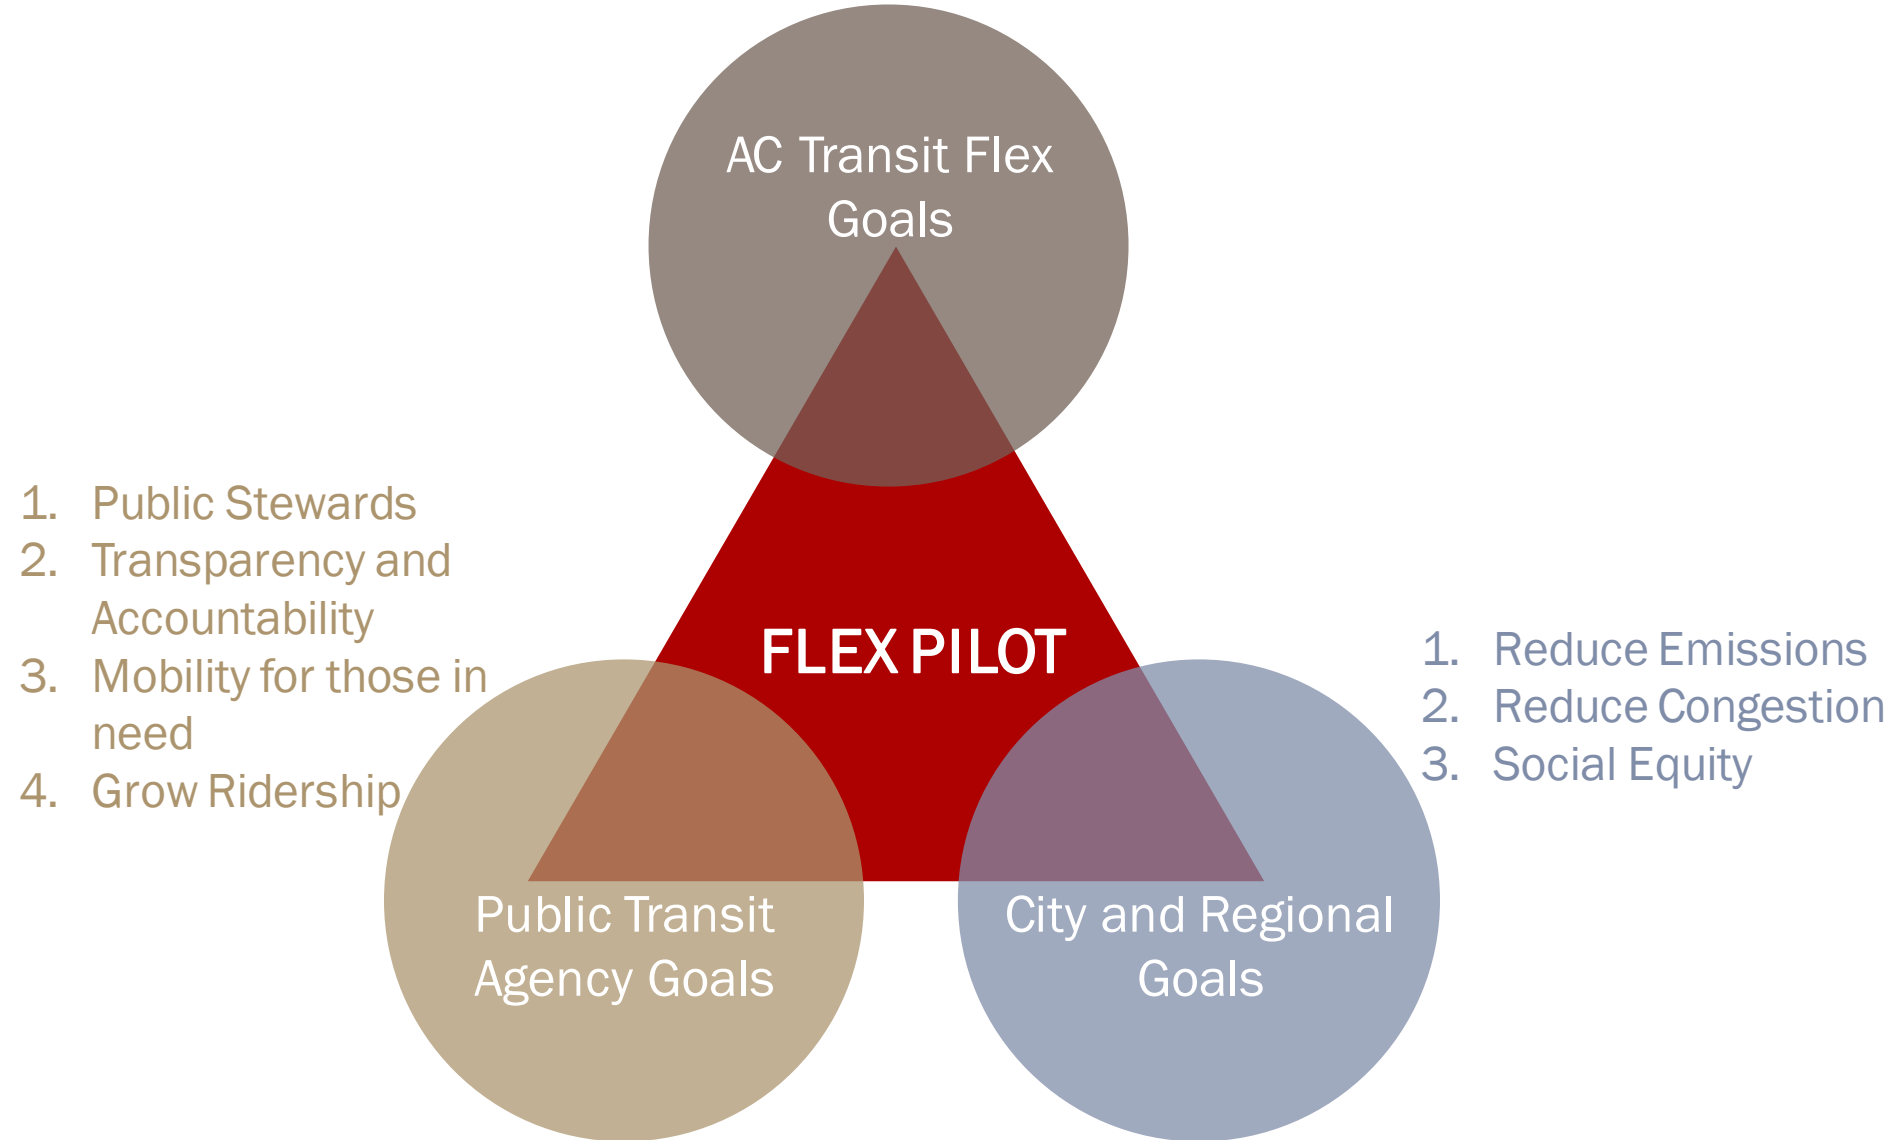 AC Transit Flex
Goals
1. Public Stewards
2. Transparency and
Accountability
3. Mobility for those in
need
4. Grow Ridership
FLEX PILOT
1. Reduce Emissions
2. Reduce Congestion
3. Social Equity
Public Transit
Agency Goals
City and Regional
Goals